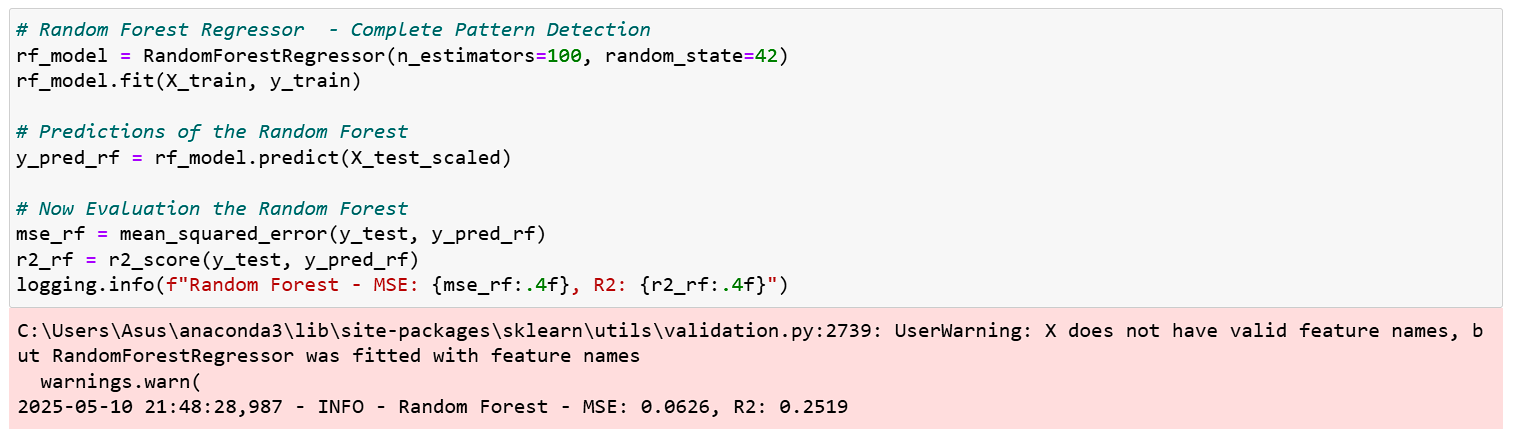 # Random Forest Regressor  - Complete Pattern Detection
rf_model = RandomForestRegressor(n_estimators=100, random_state=42)
rf_model.fit(X_train, y_train)
# Predictions of the Random Forest
y_pred_rf = rf_model.predict(X_test_scaled)
# Now Evaluation the Random Forest
mse_rf = mean_squared_error(y_test, y_pred_rf)
r2_rf = r2_score(y_test, y_pred_rf)
logging.info(f"Random Forest - MSE: {mse_rf:.4f}, R2: {r2_rf:.4f}")
C:\Users\Asus\anaconda3\lib\site-packages\sklearn\utils\validation.py:2739: UserWarning: X does not have valid feature names, b
ut RandomForestRegressor was fitted with feature names
  warnings.warn(
2025-05-10 21:48:28,987 - INFO - Random Forest - MSE: 0.0626, R2: 0.2519